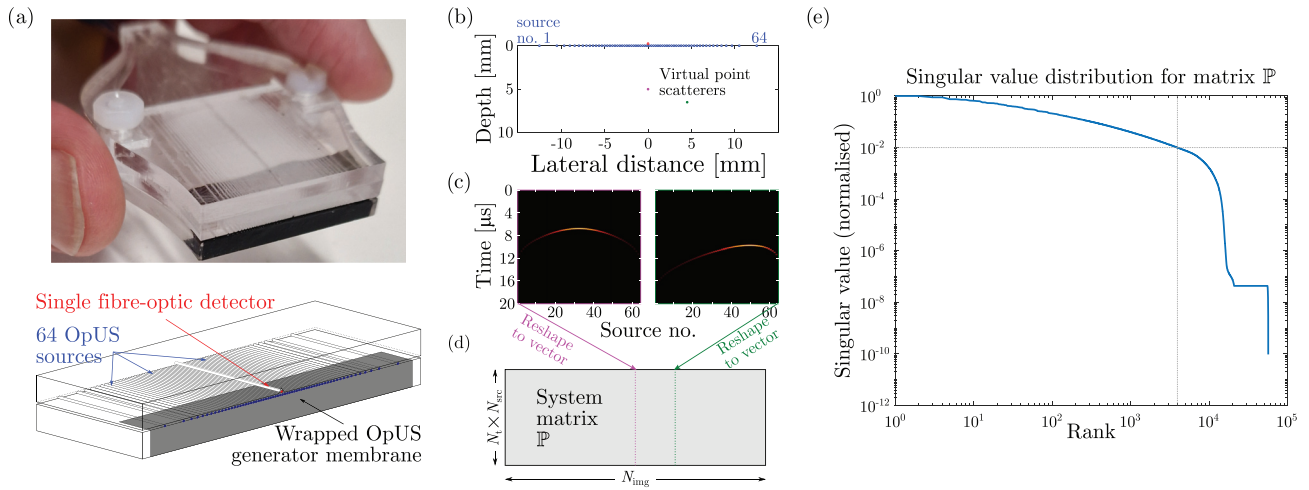 (a)
Single fibre-optic detector
64 OpUS
sources
Wrapped OpUS
generator membrane
(b)
source
no. 1
64
0
5
10
Depth [mm]
Virtual point
scatterers
-10
-5
0
5
10
Lateral distance [mm]
(c)
0
4
8
12
16
20
Time [µs]
20
40
60
20
40
60
Source no.
Reshape
to vector
Reshape
to vector
(d)
System
matrix
ℙ
N_t × N_src
N_img
(e)
Singular value distribution for matrix ℙ
10^0
10^-2
10^-4
10^-6
10^-8
10^-10
10^-12
Singular value (normalised)
10^0
10^1
10^2
10^3
10^4
10^5
Rank